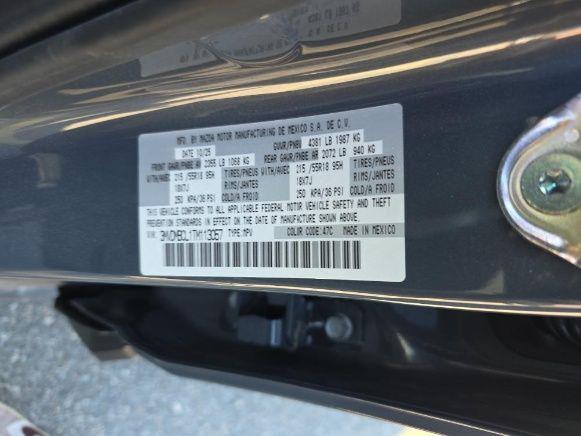 MFD. BY MAZDA MOTOR MANUFACTURING DE MEXICO S.A. DE C.V.
DATE 10/25 GVWR/PNBV 4381 LB 1987 KG
FRONT GAWR/PNBE AV 2355 LB 1068 KG REAR GAWR/PNBE AR 2072 LB 940 KG
WITH/AVEC 215/55R18 95H TIRES/PNEUS WITH/AVEC 215/55R18 95H TIRES/PNEUS
18X7J RIMS/JANTES 18X7J RIMS/JANTES
250 KPA/36 PSI COLD/A FROID 250 KPA/36 PSI COLD/A FROID
THIS VEHICLE CONFORMS TO ALL APPLICABLE FEDERAL MOTOR VEHICLE SAFETY AND THEFT
PREVENTION STANDARDS IN EFFECT ON THE DATE OF MANUFACTURE SHOWN ABOVE.
TYPE: MPV COLOR CODE: 47C MADE IN MEXICO